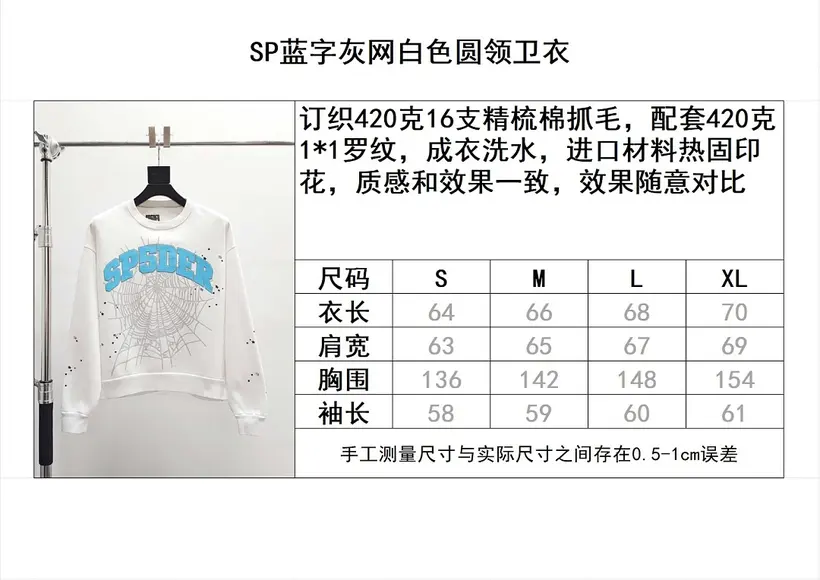 SP蓝字灰网白色圆领卫衣
订织420克16支精梳棉抓毛，配套420克
1*1罗纹，成衣洗水，进口材料热固印
花，质感和效果一致，效果随意对比
SP5DER
尺码 S M L XL
衣长 64 66 68 70
肩宽 63 65 67 69
胸围 136 142 148 154
袖长 58 59 60 61
手工测量尺寸与实际尺寸之间存在0.5-1cm误差